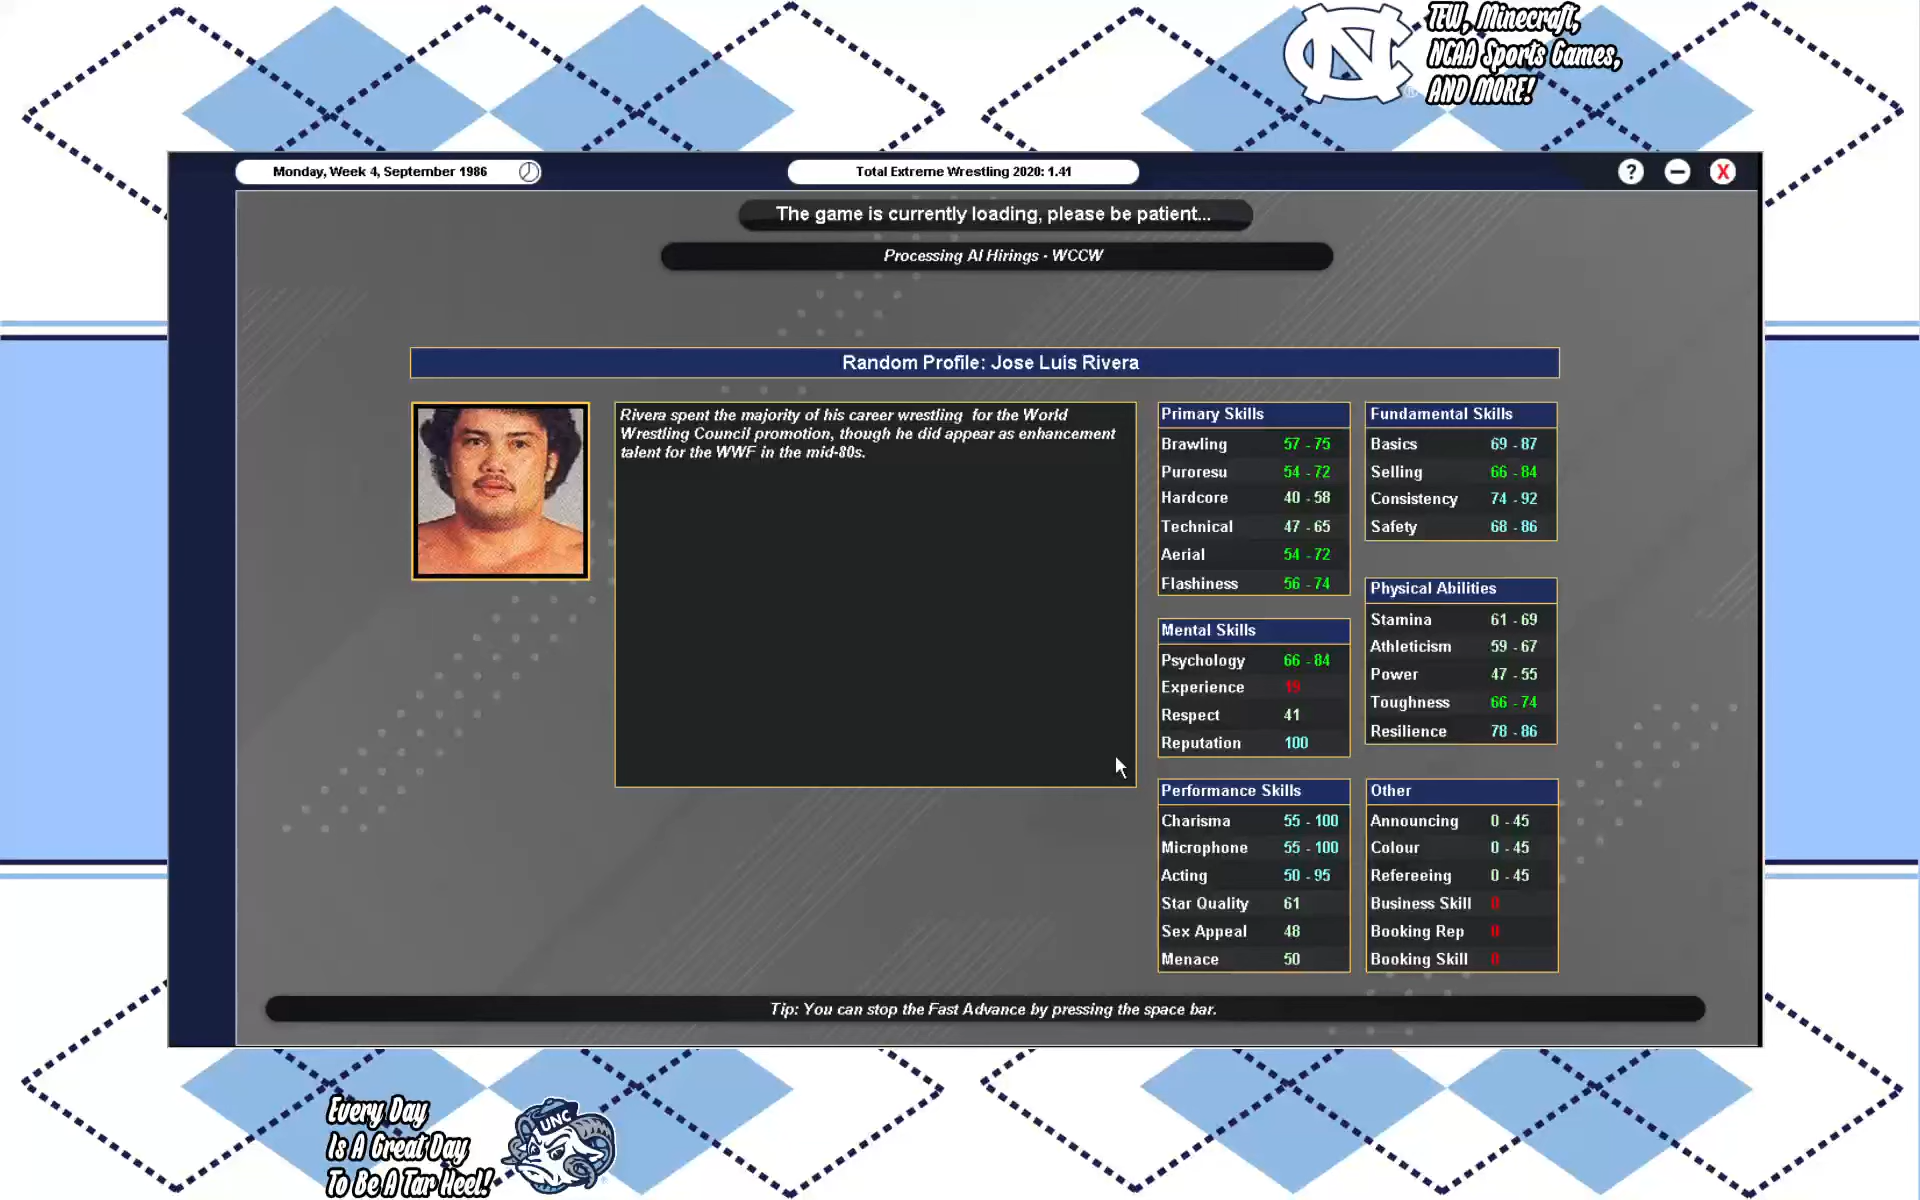 TEW, Minecraft,
NCAA Sports Games,
AND MORE!
NC
Monday, Week 4, September 1986
Total Extreme Wrestling 2020: 1.41
?
X
The game is currently loading, please be patient...
Processing AI Hirings - WCCW
Random Profile: Jose Luis Rivera
Rivera spent the majority of his career wrestling for the World
Wrestling Council promotion, though he did appear as enhancement
talent for the WWF in the mid-80s.
Primary Skills
Brawling 57 - 75
Puroresu 54 - 72
Hardcore 40 - 58
Technical 47 - 65
Aerial 54 - 72
Flashiness 56 - 74
Mental Skills
Psychology 66 - 84
Experience 19
Respect 41
Reputation 100
Performance Skills
Charisma 55 - 100
Microphone 55 - 100
Acting 50 - 95
Star Quality 61
Sex Appeal 48
Menace 50
Fundamental Skills
Basics 69 - 87
Selling 66 - 84
Consistency 74 - 92
Safety 68 - 86
Physical Abilities
Stamina 61 - 69
Athleticism 59 - 67
Power 47 - 55
Toughness 66 - 74
Resilience 78 - 86
Other
Announcing 0 - 45
Colour 0 - 45
Refereeing 0 - 45
Business Skill 0
Booking Rep 0
Booking Skill 0
Tip: You can stop the Fast Advance by pressing the space bar.
Every Day
Is A Great Day
To Be A Tar Heel!
UNC